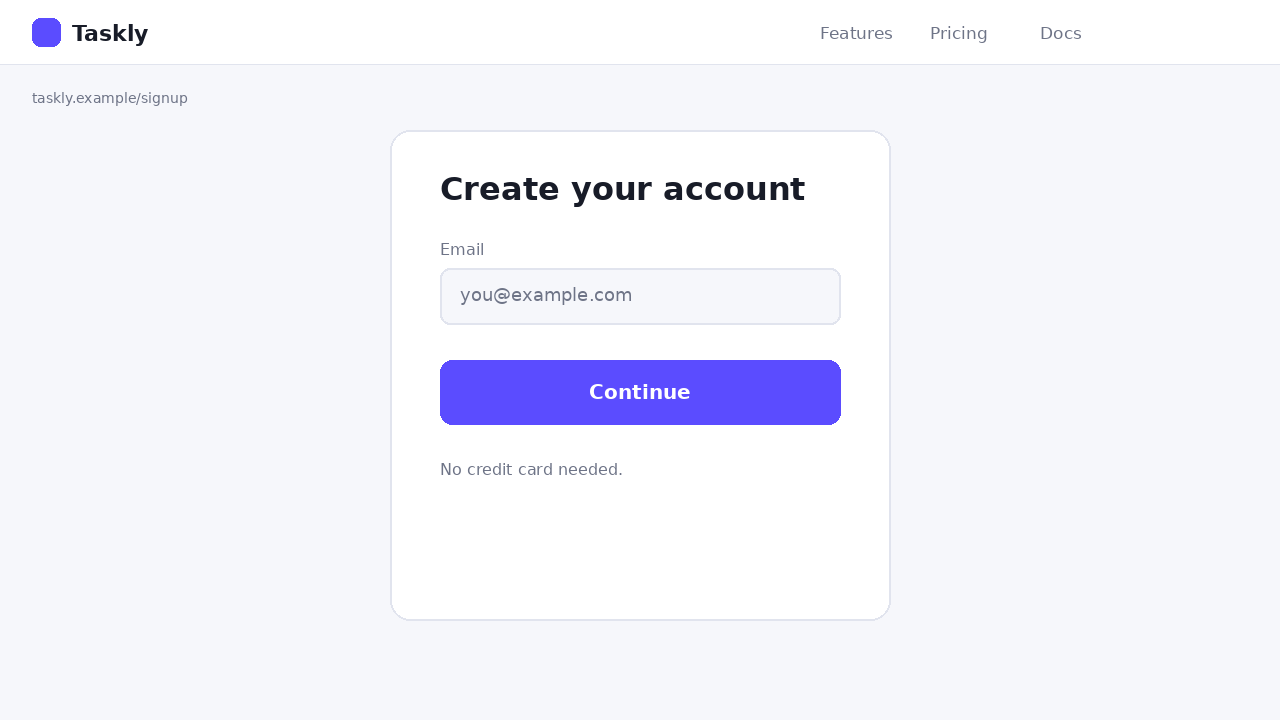 Taskly
Features Pricing Docs
taskly.example/signup
Create your account
Email
you@example.com
Continue
No credit card needed.